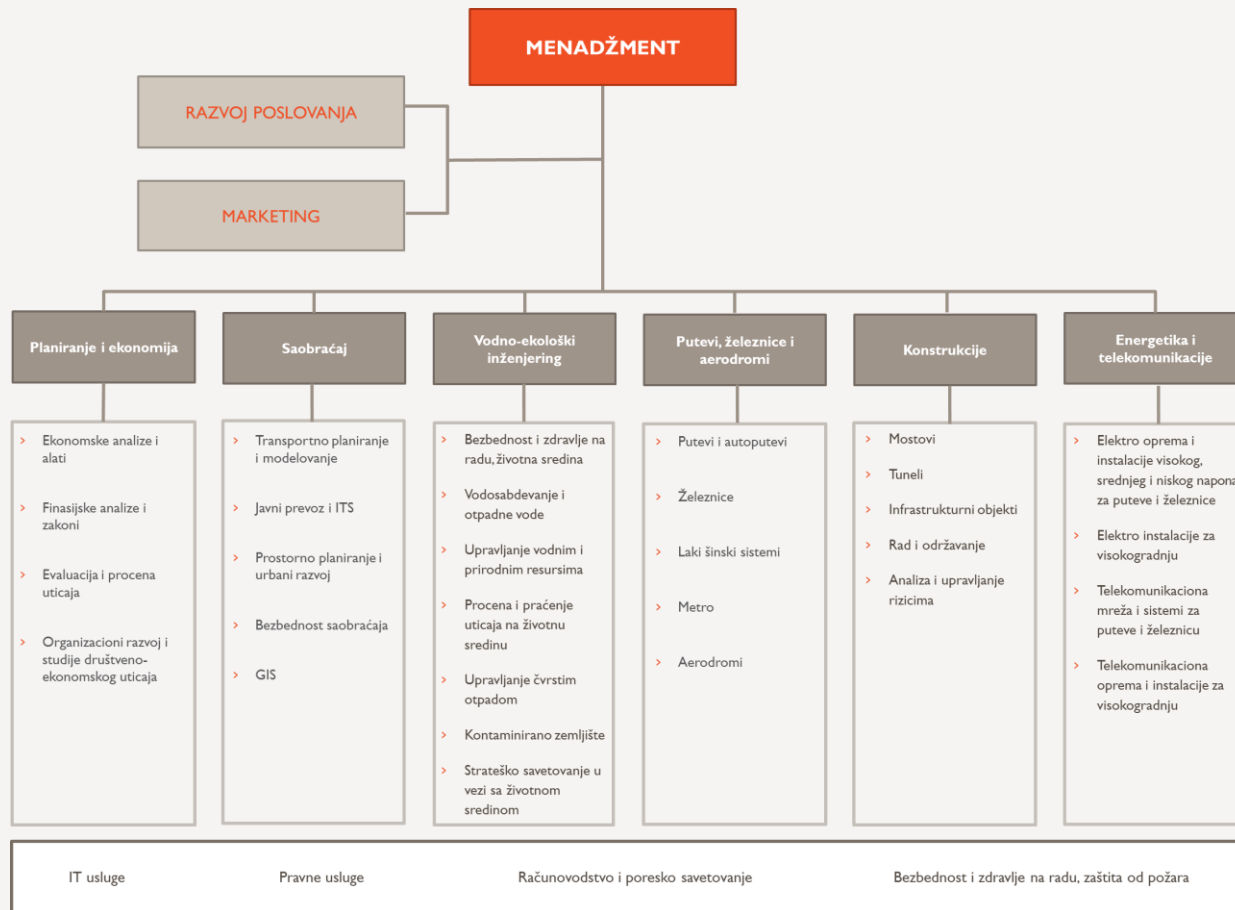 MENADŽMENT
RAZVOJ POSLOVANJA
MARKETING
Planiranje i ekonomija
Ekonomske analize i
alati
Finasijske analize i
zakoni
Evaluacija i procena
uticaja
Organizacioni razvoj i
studije društveno-
ekonomskog uticaja
Saobraćaj
Transportno planiranje
i modelovanje
Javni prevoz i ITS
Prostorno planiranje i
urbani razvoj
Bezbednost saobraćaja
GIS
Vodno-ekološki
inženjering
Bezbednost i zdravlje na
radu, životna sredina
Vodosabdevanje i
otpadne vode
Upravljanje vodnim i
prirodnim resursima
Procena i praćenje
uticaja na životnu
sredinu
Upravljanje čvrstim
otpadom
Kontaminirano zemljište
Strateško savetovanje u
vezi sa životnom
sredinom
Putevi, železnice i
aerodromi
Putevi i autoputevi
Železnice
Laki šinski sistemi
Metro
Aerodromi
Konstrukcije
Mostovi
Tuneli
Infrastrukturni objekti
Rad i održavanje
Analiza i upravljanje
rizicima
Energetika i
telekomunikacije
Elektro oprema i
instalacije visokog,
srednjeg i niskog napona
za puteve i železnice
Elektro instalacije za
visokogradnju
Telekomunikaciona
mreža i sistemi za
puteve i železnicu
Telekomunikaciona
oprema i instalacije za
visokogradnju
IT usluge
Pravne usluge
Računovodstvo i poresko savetovanje
Bezbednost i zdravlje na radu, zaštita od požara